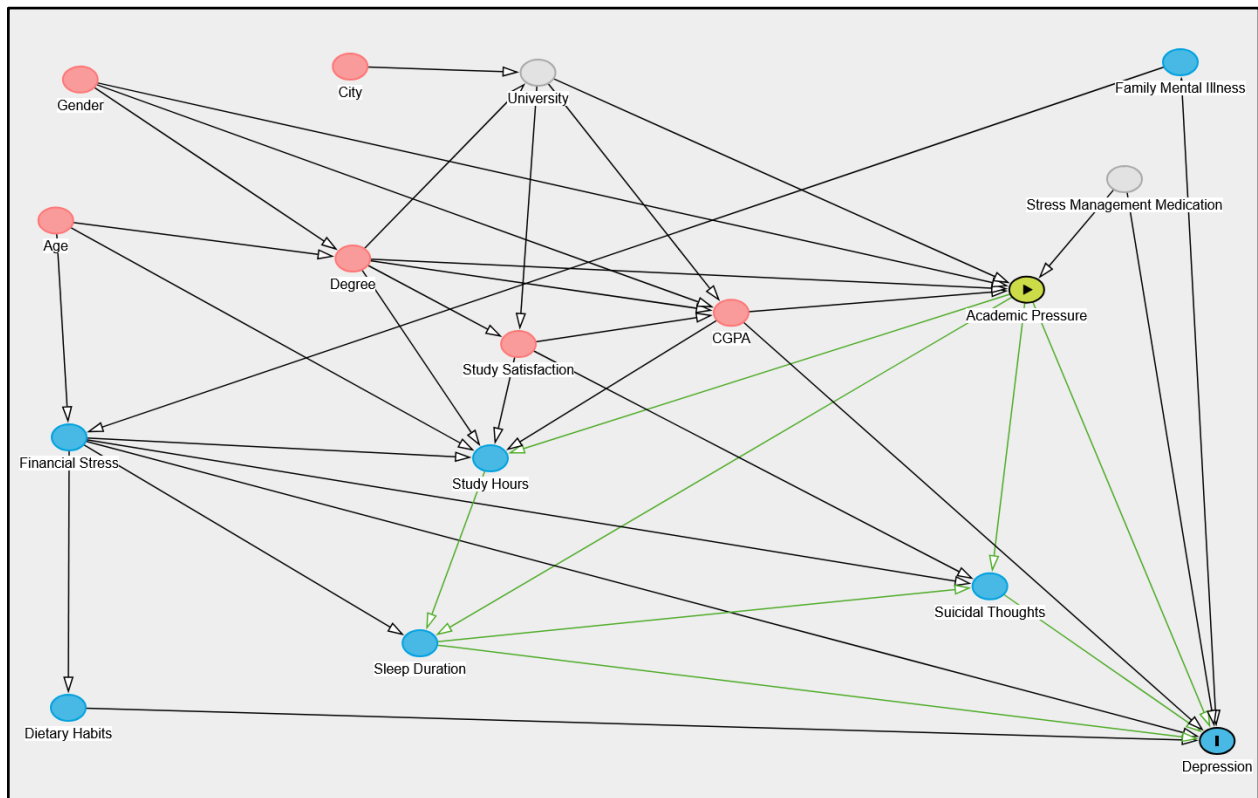 Gender
City
University
Family Mental Illness
Stress Management Medication
Age
Degree
Academic Pressure
CGPA
Study Satisfaction
Financial Stress
Study Hours
Suicidal Thoughts
Sleep Duration
Dietary Habits
Depression